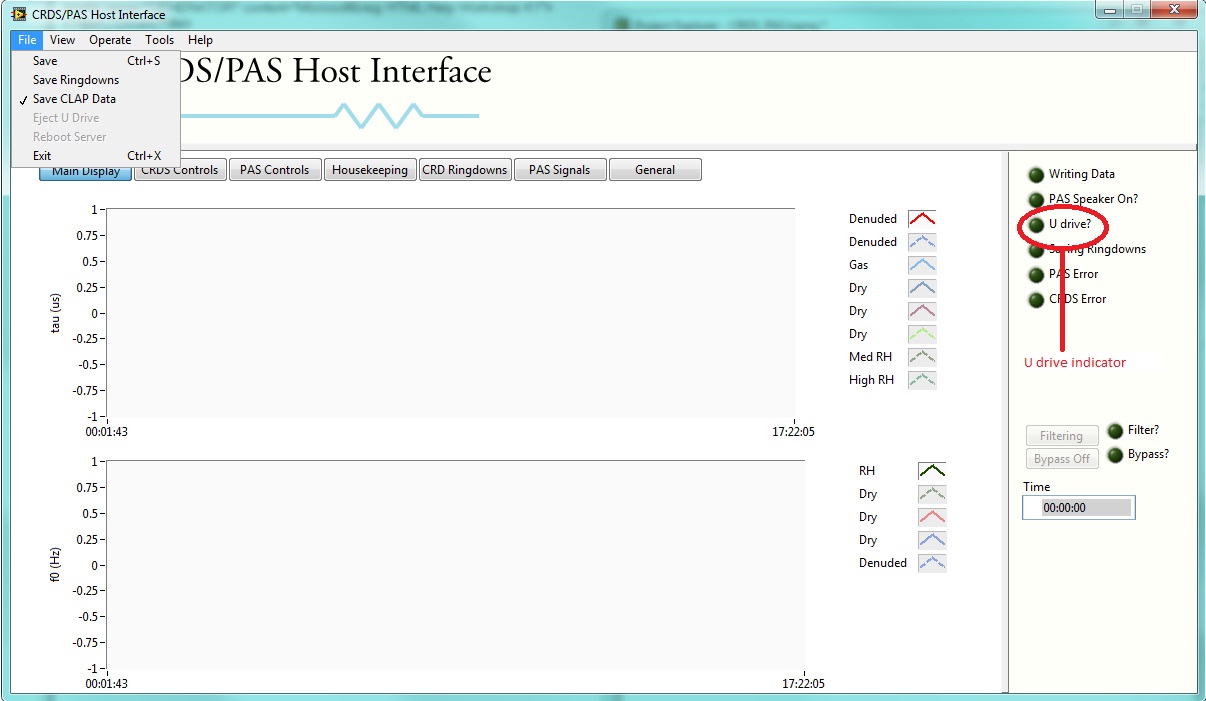 CRDS/PAS Host Interface
File View Operate Tools Help
Save Ctrl+S
Save Ringdowns
Save CLAP Data
Eject U Drive
Reboot Server
Exit Ctrl+X
DS/PAS Host Interface
Main Display CRDS Controls PAS Controls Housekeeping CRD Ringdowns PAS Signals General
tau (us)
1
0.75
0.5
0.25
0
-0.25
-0.5
-0.75
-1
00:01:43 17:22:05
Denuded
Denuded
Gas
Dry
Dry
Dry
Med RH
High RH
f0 (Hz)
1
0.75
0.5
0.25
0
-0.25
-0.5
-0.75
-1
00:01:43 17:22:05
RH
Dry
Dry
Dry
Denuded
Writing Data
PAS Speaker On?
U drive?
Saving Ringdowns
PAS Error
CRDS Error
U drive indicator
Filtering Filter?
Bypass Off Bypass?
Time
00:00:00